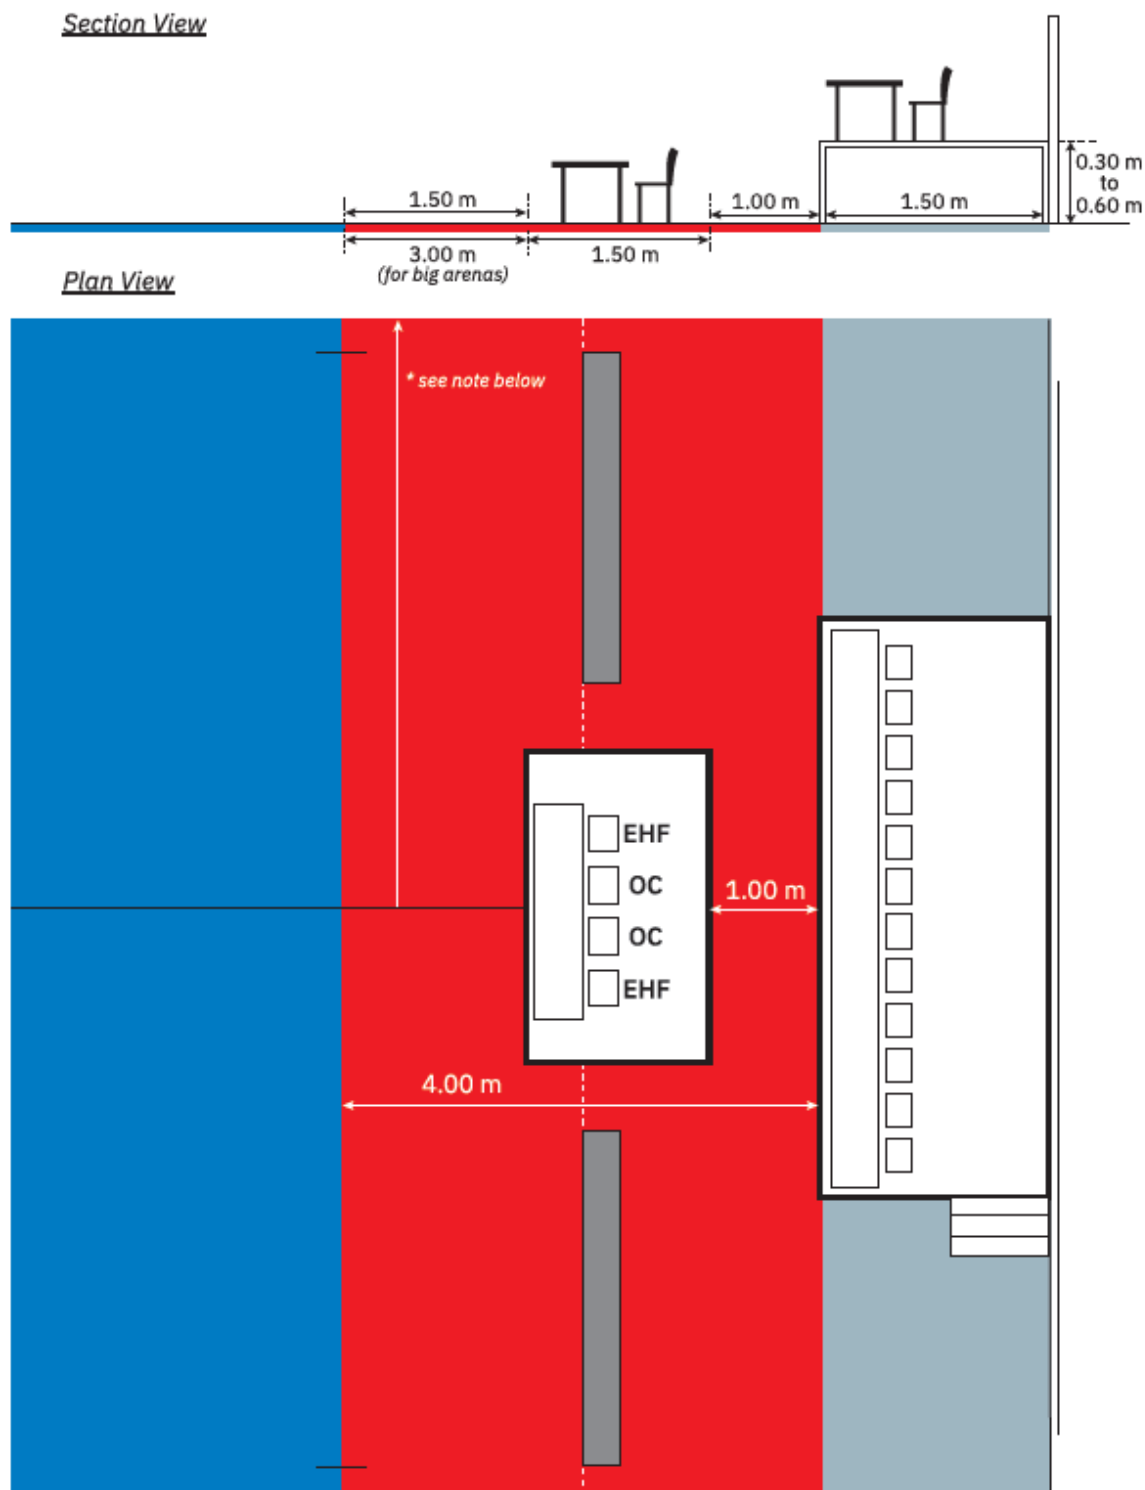 Section View
0.30 m
to
0.60 m
1.50 m
1.00 m
1.50 m
3.00 m
(for big arenas)
1.50 m
Plan View
* see note below
EHF
OC
OC
EHF
1.00 m
4.00 m